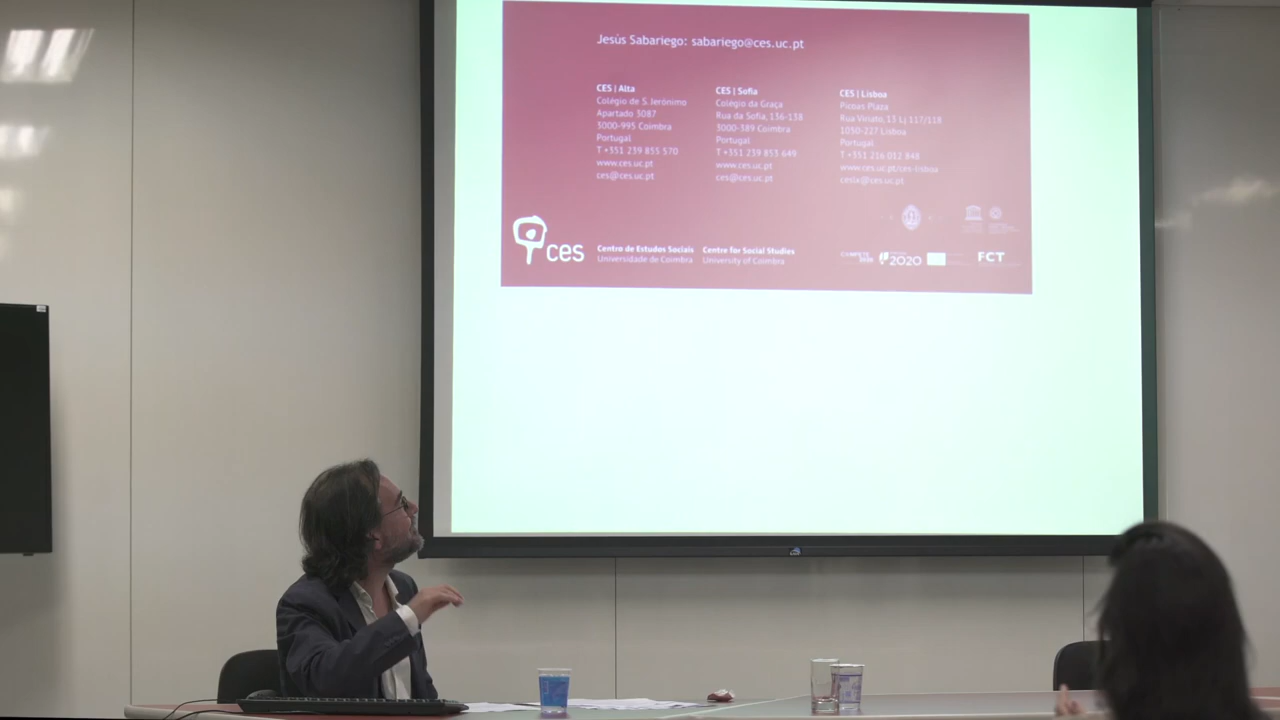 Jesús Sabariego: sabariego@ces.uc.pt
CES | Alta
Colégio de S. Jerónimo
Apartado 3087
3000-995 Coimbra
Portugal
T +351 239 855 570
www.ces.uc.pt
ces@ces.uc.pt
CES | Sofia
Colégio da Graça
Rua da Sofia, 136-138
3000-389 Coimbra
Portugal
T +351 239 853 649
www.ces.uc.pt
ces@ces.uc.pt
CES | Lisboa
Picoas Plaza
Rua Viriato, 13 Lj 117/118
1050-227 Lisboa
Portugal
T +351 216 012 848
www.ces.uc.pt/ces-lisboa
ceslx@ces.uc.pt
ces
Centro de Estudos Sociais
Universidade de Coimbra
Centre for Social Studies
University of Coimbra
2020
FCT